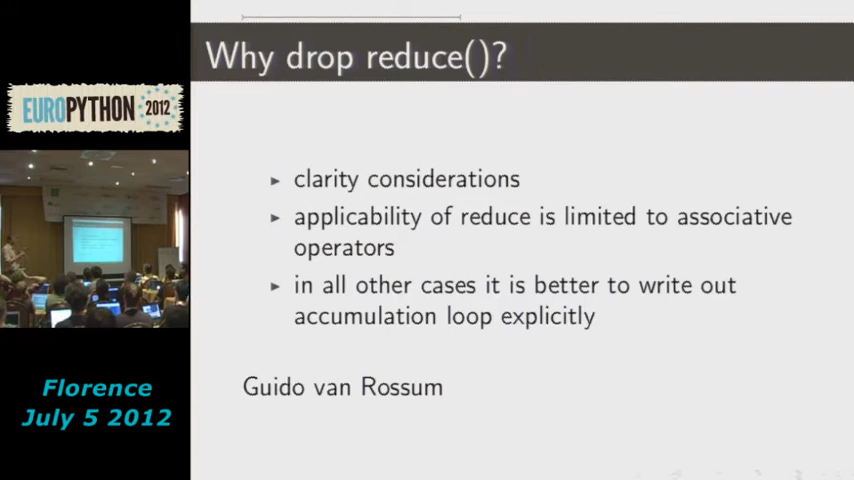 Why drop reduce()?
EUROPYTHON 2012
clarity considerations
applicability of reduce is limited to associative
operators
in all other cases it is better to write out
accumulation loop explicitly
Guido van Rossum
Florence
July 5 2012